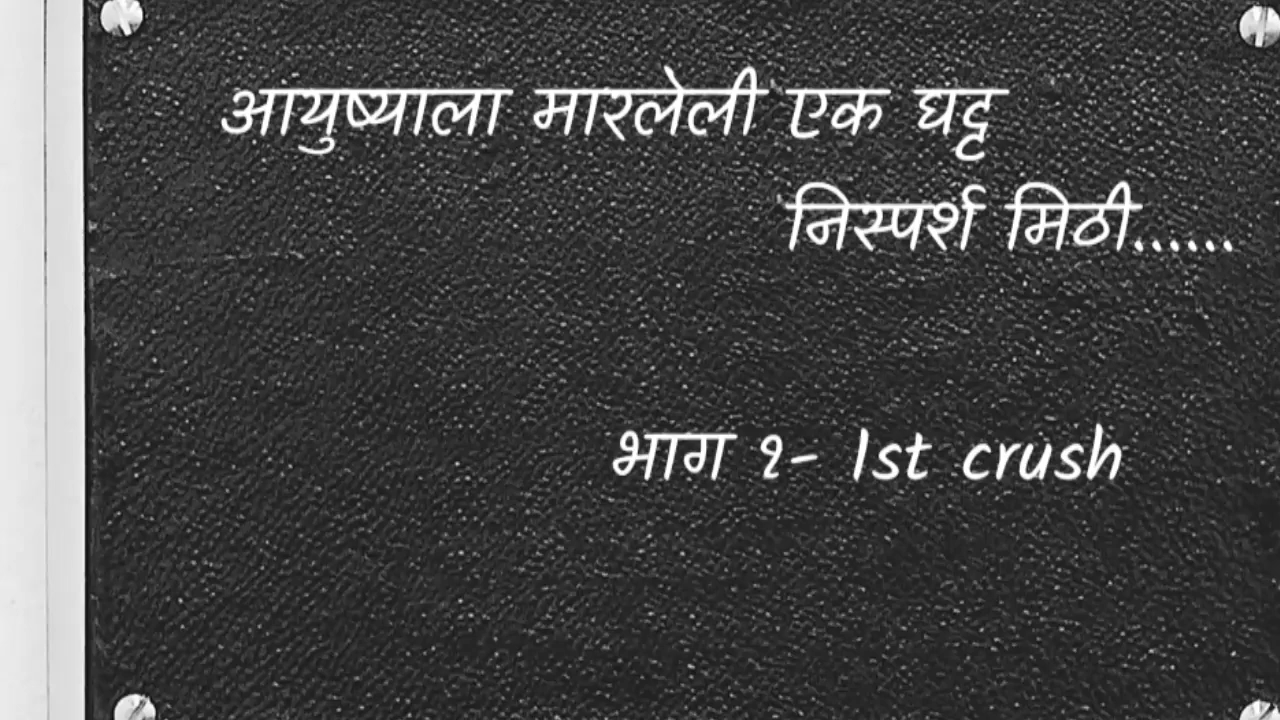 आयुष्याला मारलेली एक घट्ट
निस्पर्श मिठी......
भाग १- 1st crush